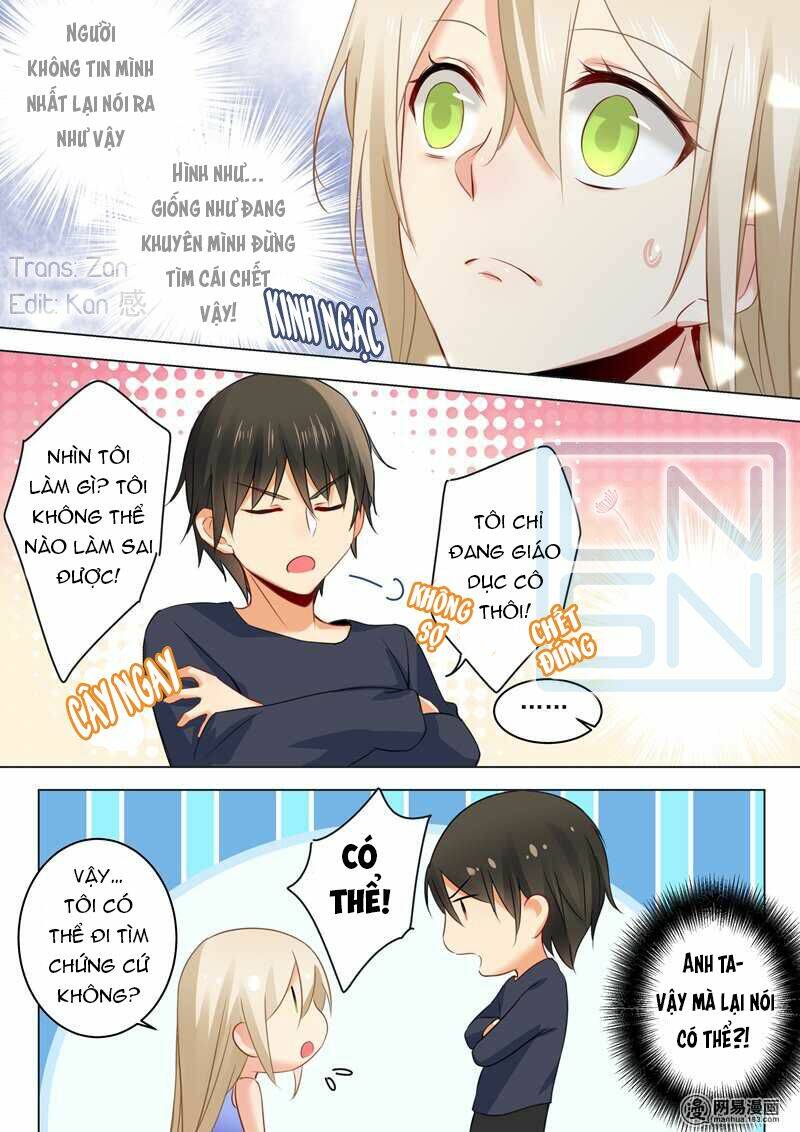 NGƯỜI
KHÔNG TIN MÌNH
NHẤT LẠI NÓI RA
NHƯ VẬY
HÌNH NHƯ...
GIỐNG NHƯ ĐANG
KHUYÊN MÌNH ĐỪNG
TÌM CÁI CHẾT
VẬY!
Trans: Zan
Edit: Kan 感
KINH NGẠC
NHÌN TÔI
LÀM GÌ? TÔI
KHÔNG THỂ
NÀO LÀM SAI
ĐƯỢC!
TÔI CHỈ
ĐANG GIÁO
DỤC CÔ
THÔI!
CÂY NGAY
KHÔNG
SỢ
CHẾT
ĐỨNG
......
VẬY...
TÔI CÓ
THỂ ĐI TÌM
CHỨNG CỨ
KHÔNG?
CÓ
THỂ!
ANH TA-
VẬY MÀ LẠI NÓI
CÓ THỂ?!
网易漫画
manhua.163.com